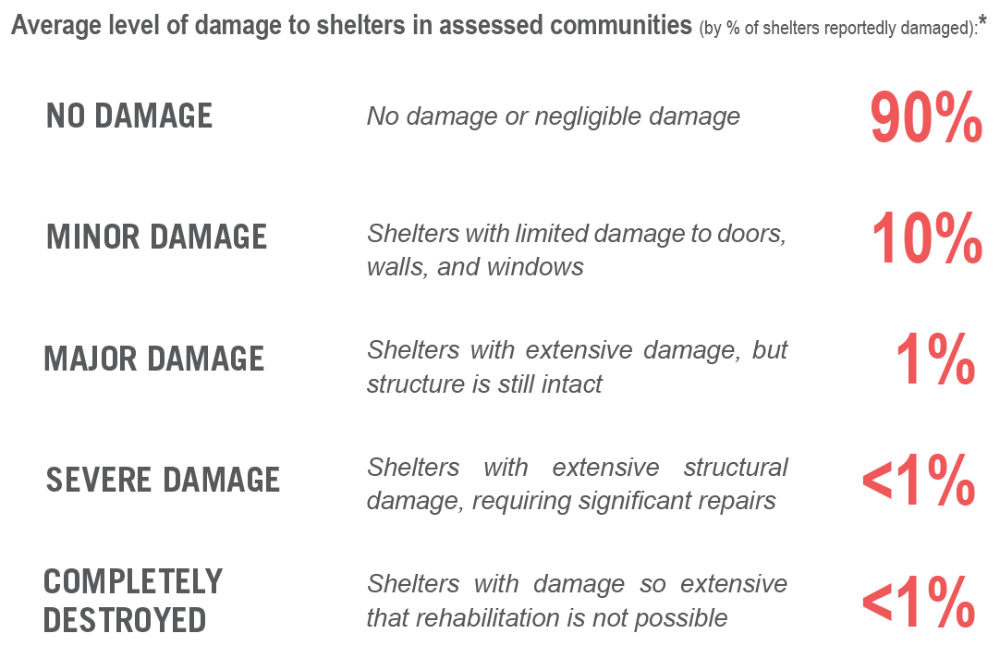 Average level of damage to shelters in assessed communities (by % of shelters reportedly damaged):*
NO DAMAGE
No damage or negligible damage
90%
MINOR DAMAGE
Shelters with limited damage to doors,
walls, and windows
10%
MAJOR DAMAGE
Shelters with extensive damage, but
structure is still intact
1%
SEVERE DAMAGE
Shelters with extensive structural
damage, requiring significant repairs
<1%
COMPLETELY
DESTROYED
Shelters with damage so extensive
that rehabilitation is not possible
<1%